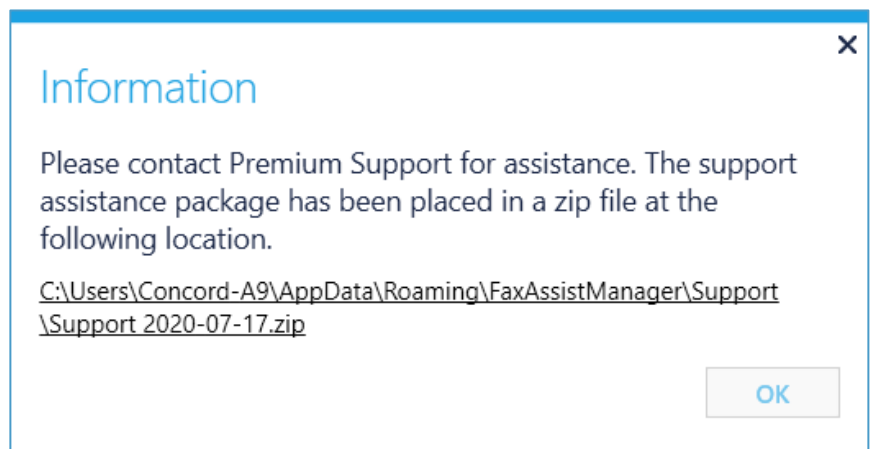 Information
Please contact Premium Support for assistance. The support
assistance package has been placed in a zip file at the
following location.
C:\Users\Concord-A9\AppData\Roaming\FaxAssistManager\Support
\Support 2020-07-17.zip
OK